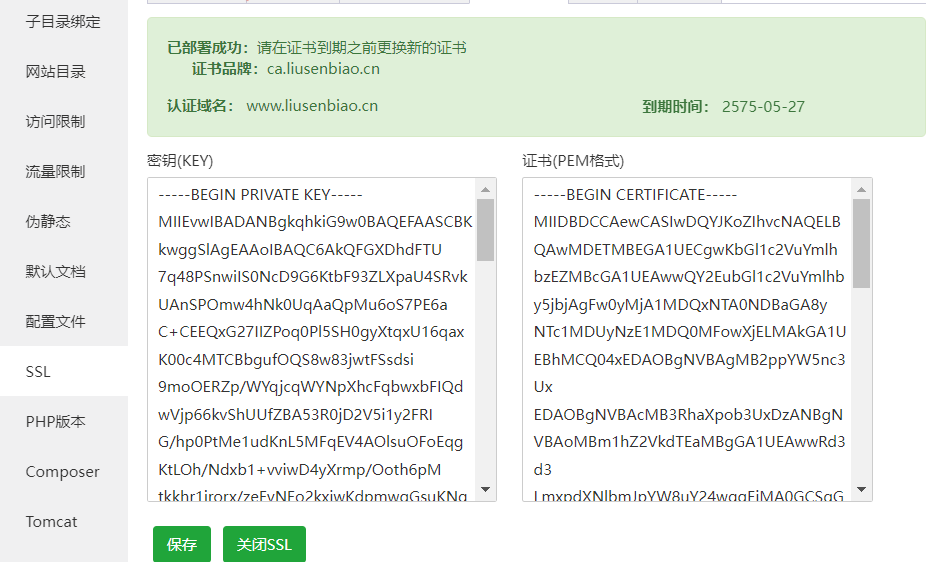 子目录绑定
网站目录
访问限制
流量限制
伪静态
默认文档
配置文件
SSL
PHP版本
Composer
Tomcat
已部署成功：请在证书到期之前更换新的证书
证书品牌：ca.liusenbiao.cn
认证域名： www.liusenbiao.cn
到期时间： 2575-05-27
密钥(KEY)
-----BEGIN PRIVATE KEY-----
MIIEvwIBADANBgkqhkiG9w0BAQEFAASCBK
kwggSlAgEAAoIBAQC6AkQFGXDhdFTU
7q48PSnwiIS0NcD9G6KtbF93ZLXpaU4SRvk
UAnSPOmw4hNk0UqAaQpMu6oS7PE6a
C+CEEQxG27IIZPoq0Pl5SH0gyXtqxU16qax
K00c4MTCBbgufOQS8w83jwtFSsdsi
9moOERZp/WYqjcqWYNpXhcFqbwxbFIQd
wVjp66kvShUUfZBA53R0jD2V5i1y2FRI
G/hp0PtMe1udKnL5MFqEV4AOlsuOFoEqg
KtLOh/Ndxb1+vviwD4yXrmp/Ooth6pM
证书(PEM格式)
-----BEGIN CERTIFICATE-----
MIIDBDCCAewCASIwDQYJKoZIhvcNAQELB
QAwMDETMBEGA1UECgwKbGl1c2VuYmlh
bzEZMBcGA1UEAwwQY2EubGl1c2VuYmlhb
y5jbjAgFw0yMjA1MDQxNTA0NDBaGA8y
NTc1MDUyNzE1MDQ0MFowXjELMAkGA1U
EBhMCQ04xEDAOBgNVBAgMB2ppYW5nc3
Ux
EDAOBgNVBAcMB3RhaXpob3UxDzANBgN
VBAoMBm1hZ2VkdTEaMBgGA1UEAwwRd3
d3
LmxpdXNlbmJpYW8uY24wggEiMA0GCSqG
保存
关闭SSL